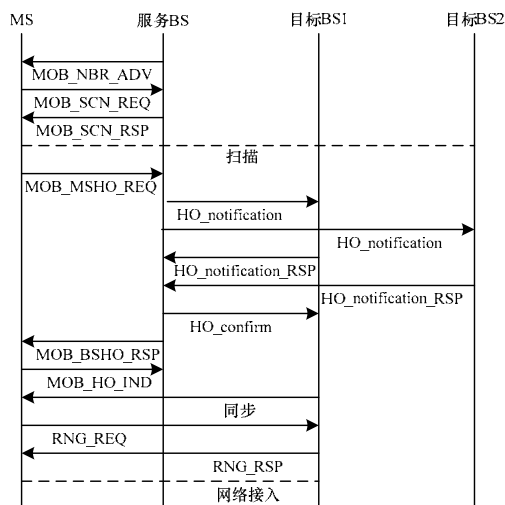 MS 服务BS 目标BS1 目标BS2
MOB_NBR_ADV
MOB_SCN_REQ
MOB_SCN_RSP
扫描
MOB_MSHO_REQ
HO_notification
HO_notification
HO_notification_RSP
HO_notification_RSP
HO_confirm
MOB_BSHO_RSP
MOB_HO_IND
同步
RNG_REQ
RNG_RSP
网络接入